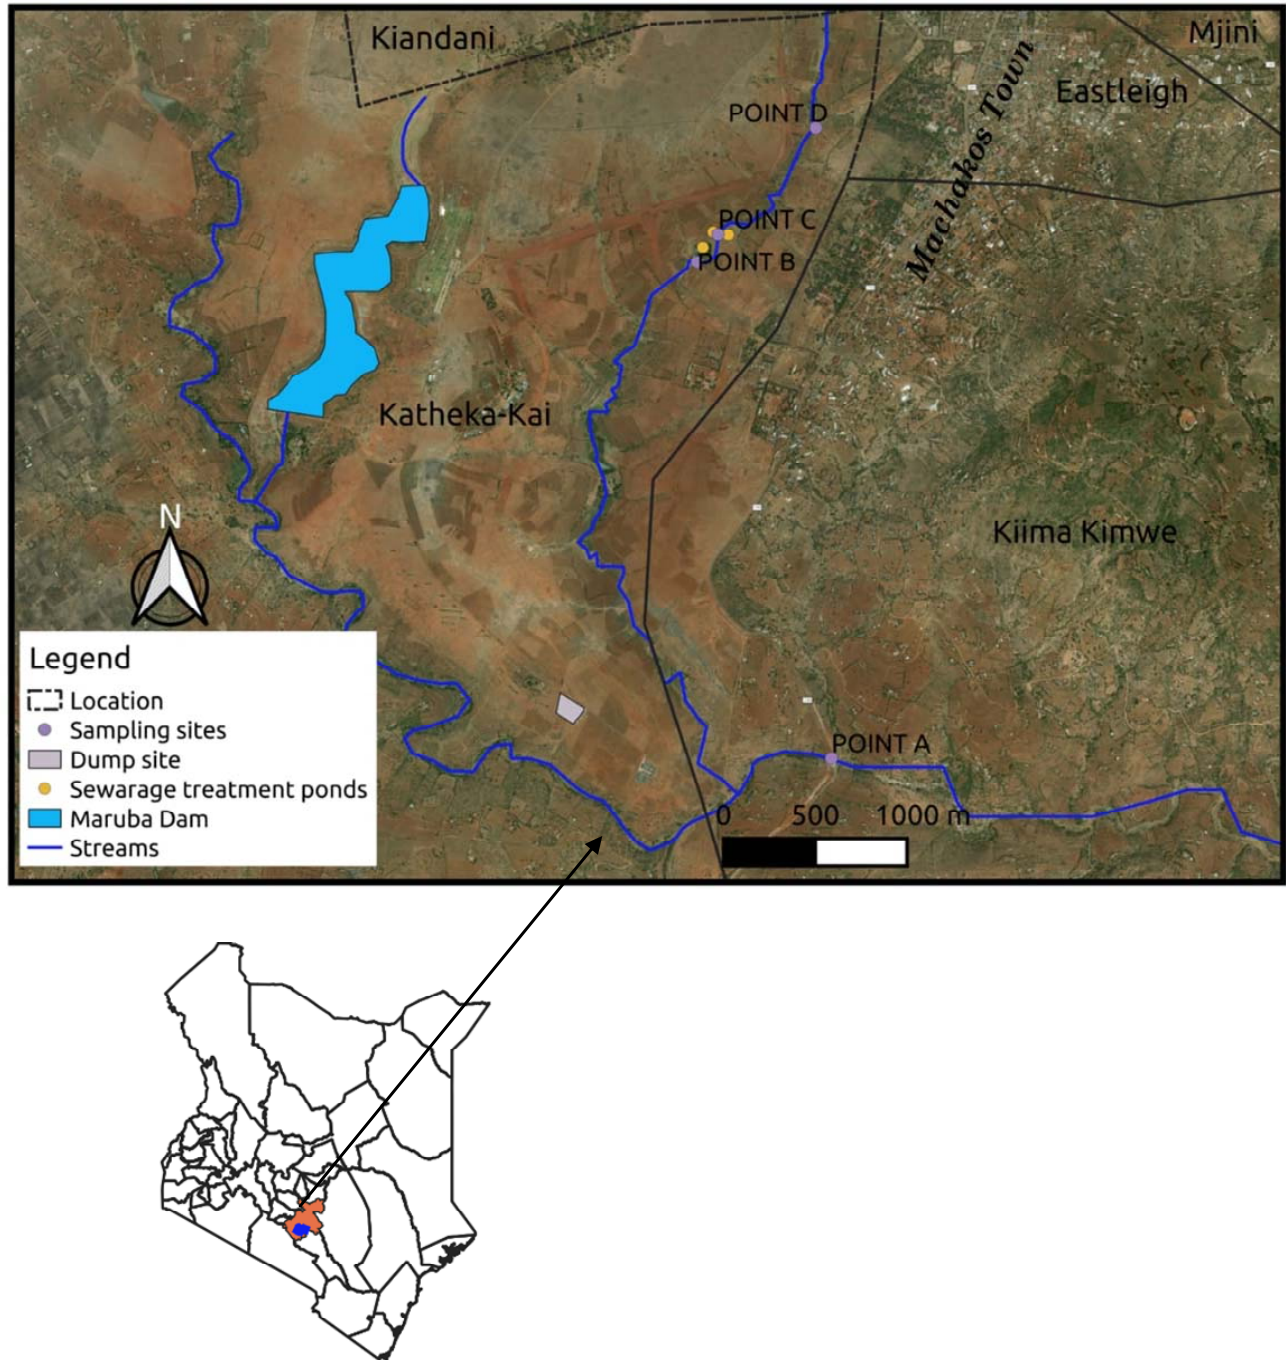 Kiandani
Mjini
Eastleigh
Machakos Town
POINT D
POINT C
POINT B
Katheka-Kai
Kiima Kimwe
N
POINT A
0 500 1000 m
Legend
Location
Sampling sites
Dump site
Sewarage treatment ponds
Maruba Dam
Streams